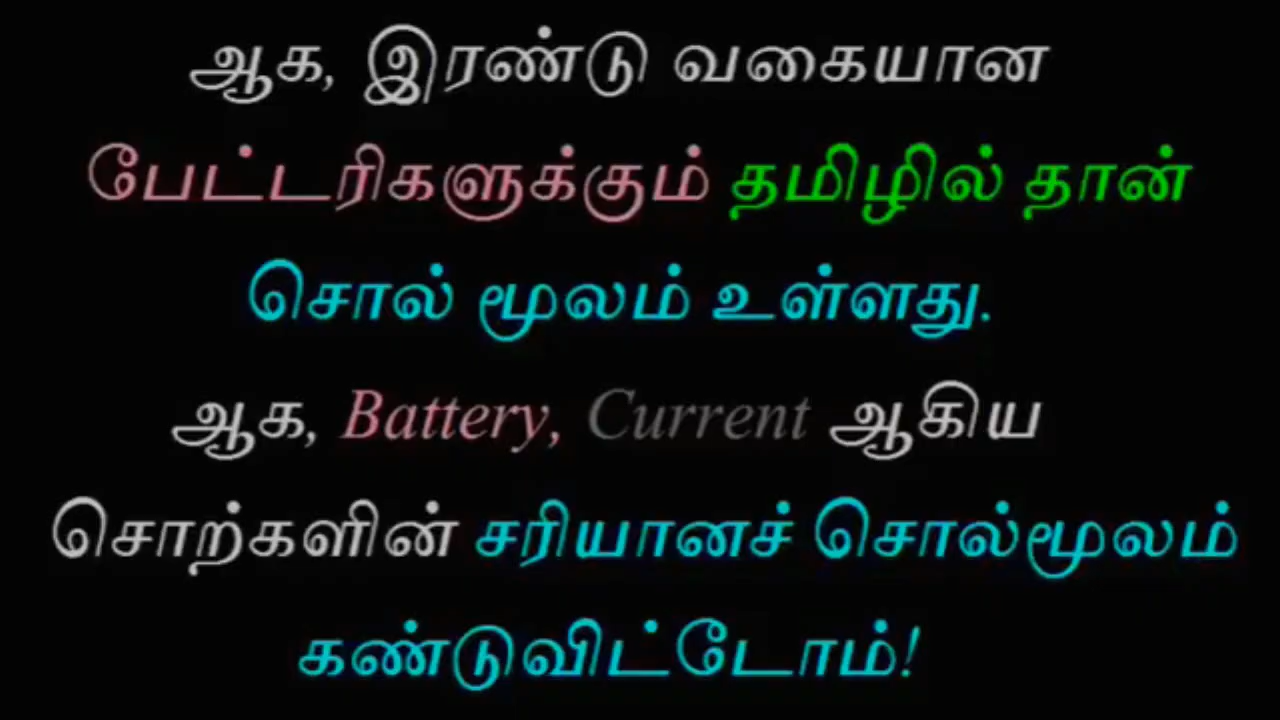 ஆக, இரண்டு வகையான
பேட்டரிகளுக்கும் தமிழில் தான்
சொல் மூலம் உள்ளது.
ஆக, Battery, Current ஆகிய
சொற்களின் சரியானச் சொல்மூலம்
கண்டுவிட்டோம்!